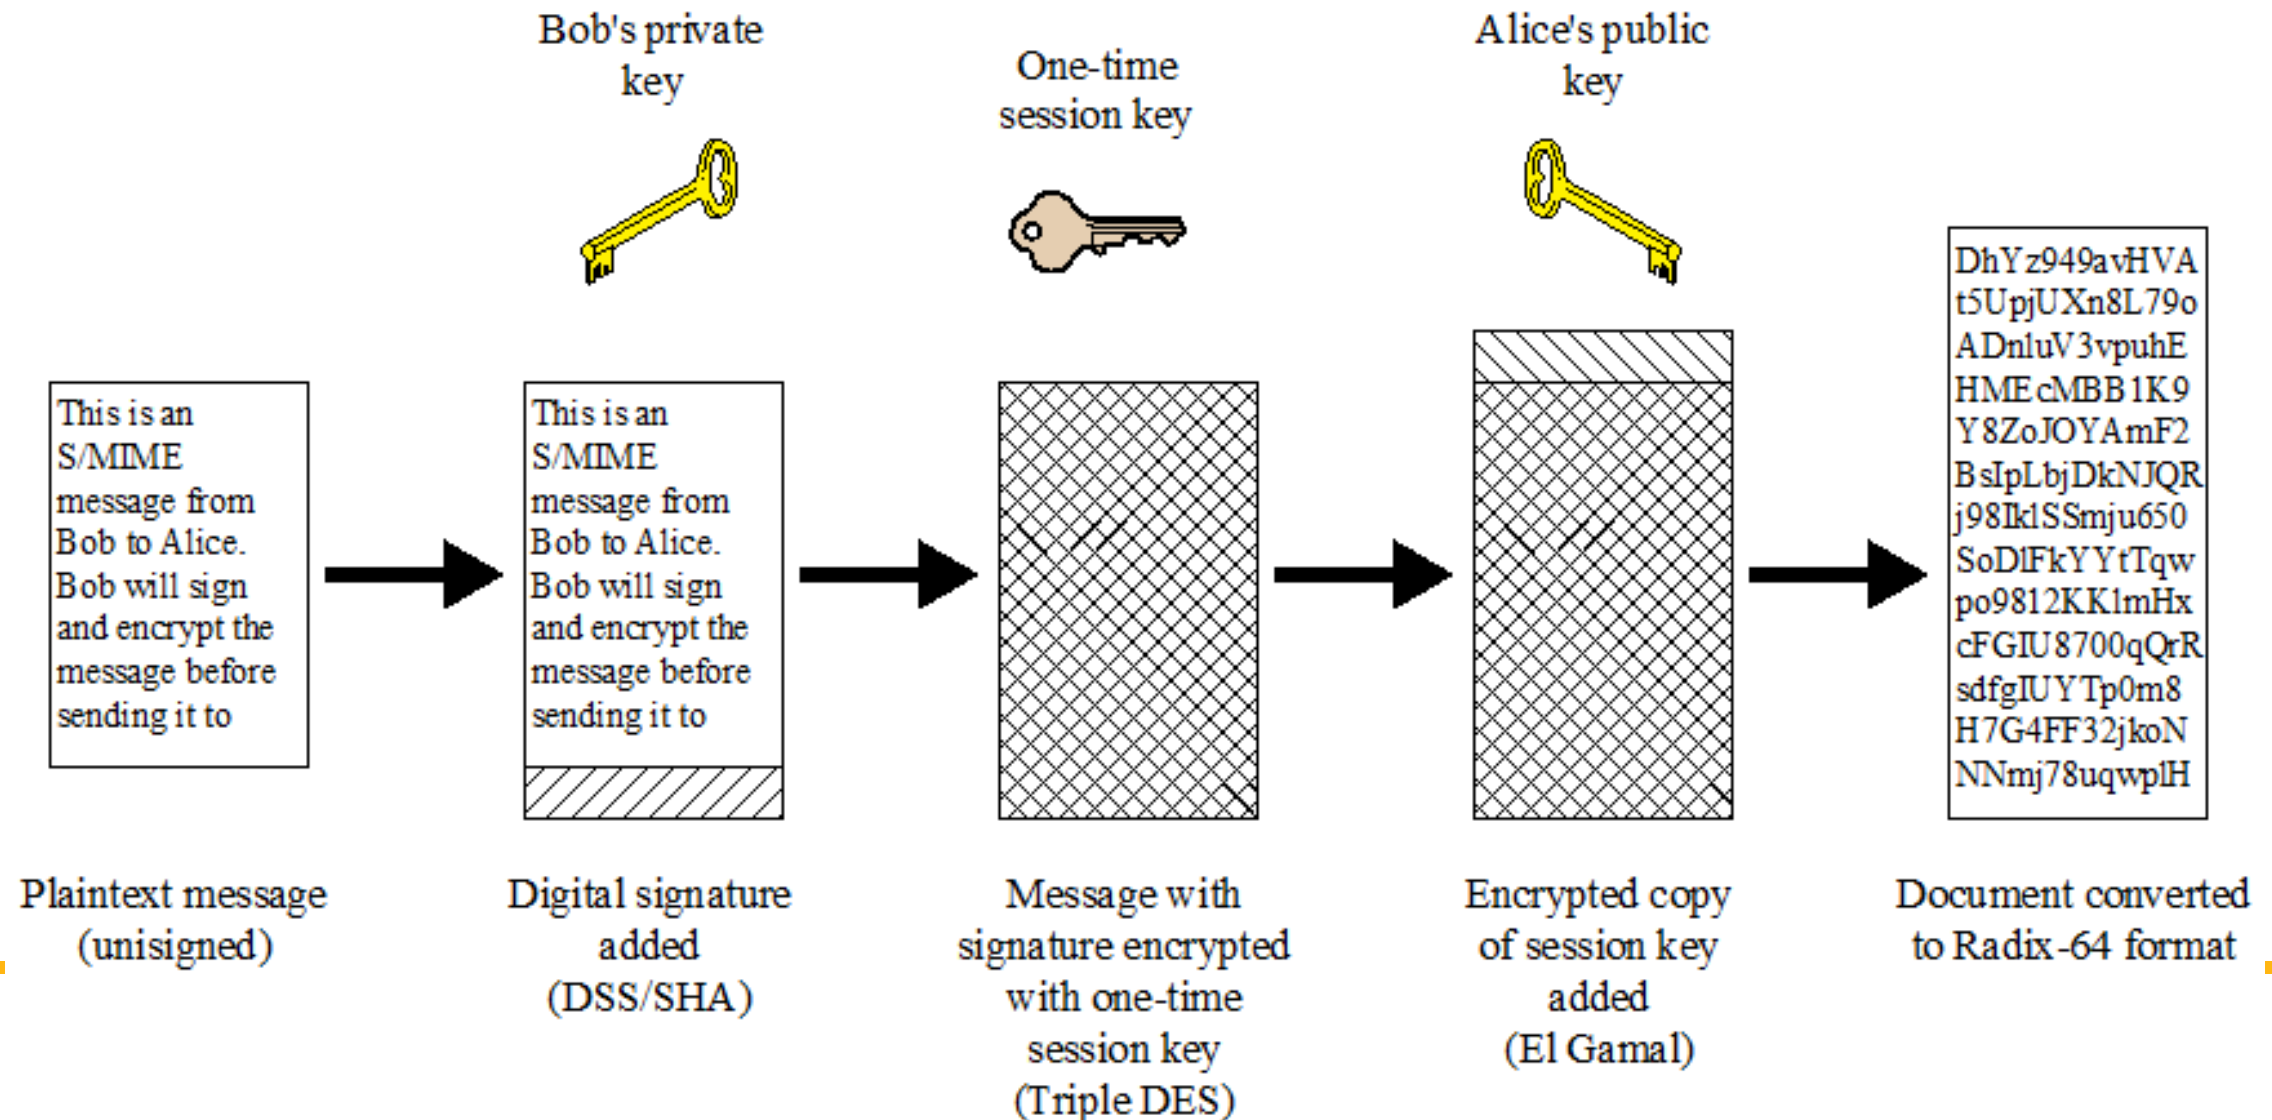 Bob's private
key
One-time
session key
Alice's public
key
This is an
S/MIME
message from
Bob to Alice.
Bob will sign
and encrypt the
message before
sending it to
This is an
S/MIME
message from
Bob to Alice.
Bob will sign
and encrypt the
message before
sending it to
DhYz949avHVA
t5UpjUXn8L79o
ADnluV3vpuhE
HMEcMBB1K9
Y8ZoJOYAmF2
BsIpLbjDkNJQR
j98IklSSmju650
SoDlFkYYtTqw
po9812KKlmHx
cFGIU8700qQrR
sdfgIUYTp0m8
H7G4FF32jkoN
NNmj78uqwplH
Plaintext message
(unisigned)
Digital signature
added
(DSS/SHA)
Message with
signature encrypted
with one-time
session key
(Triple DES)
Encrypted copy
of session key
added
(El Gamal)
Document converted
to Radix-64 format